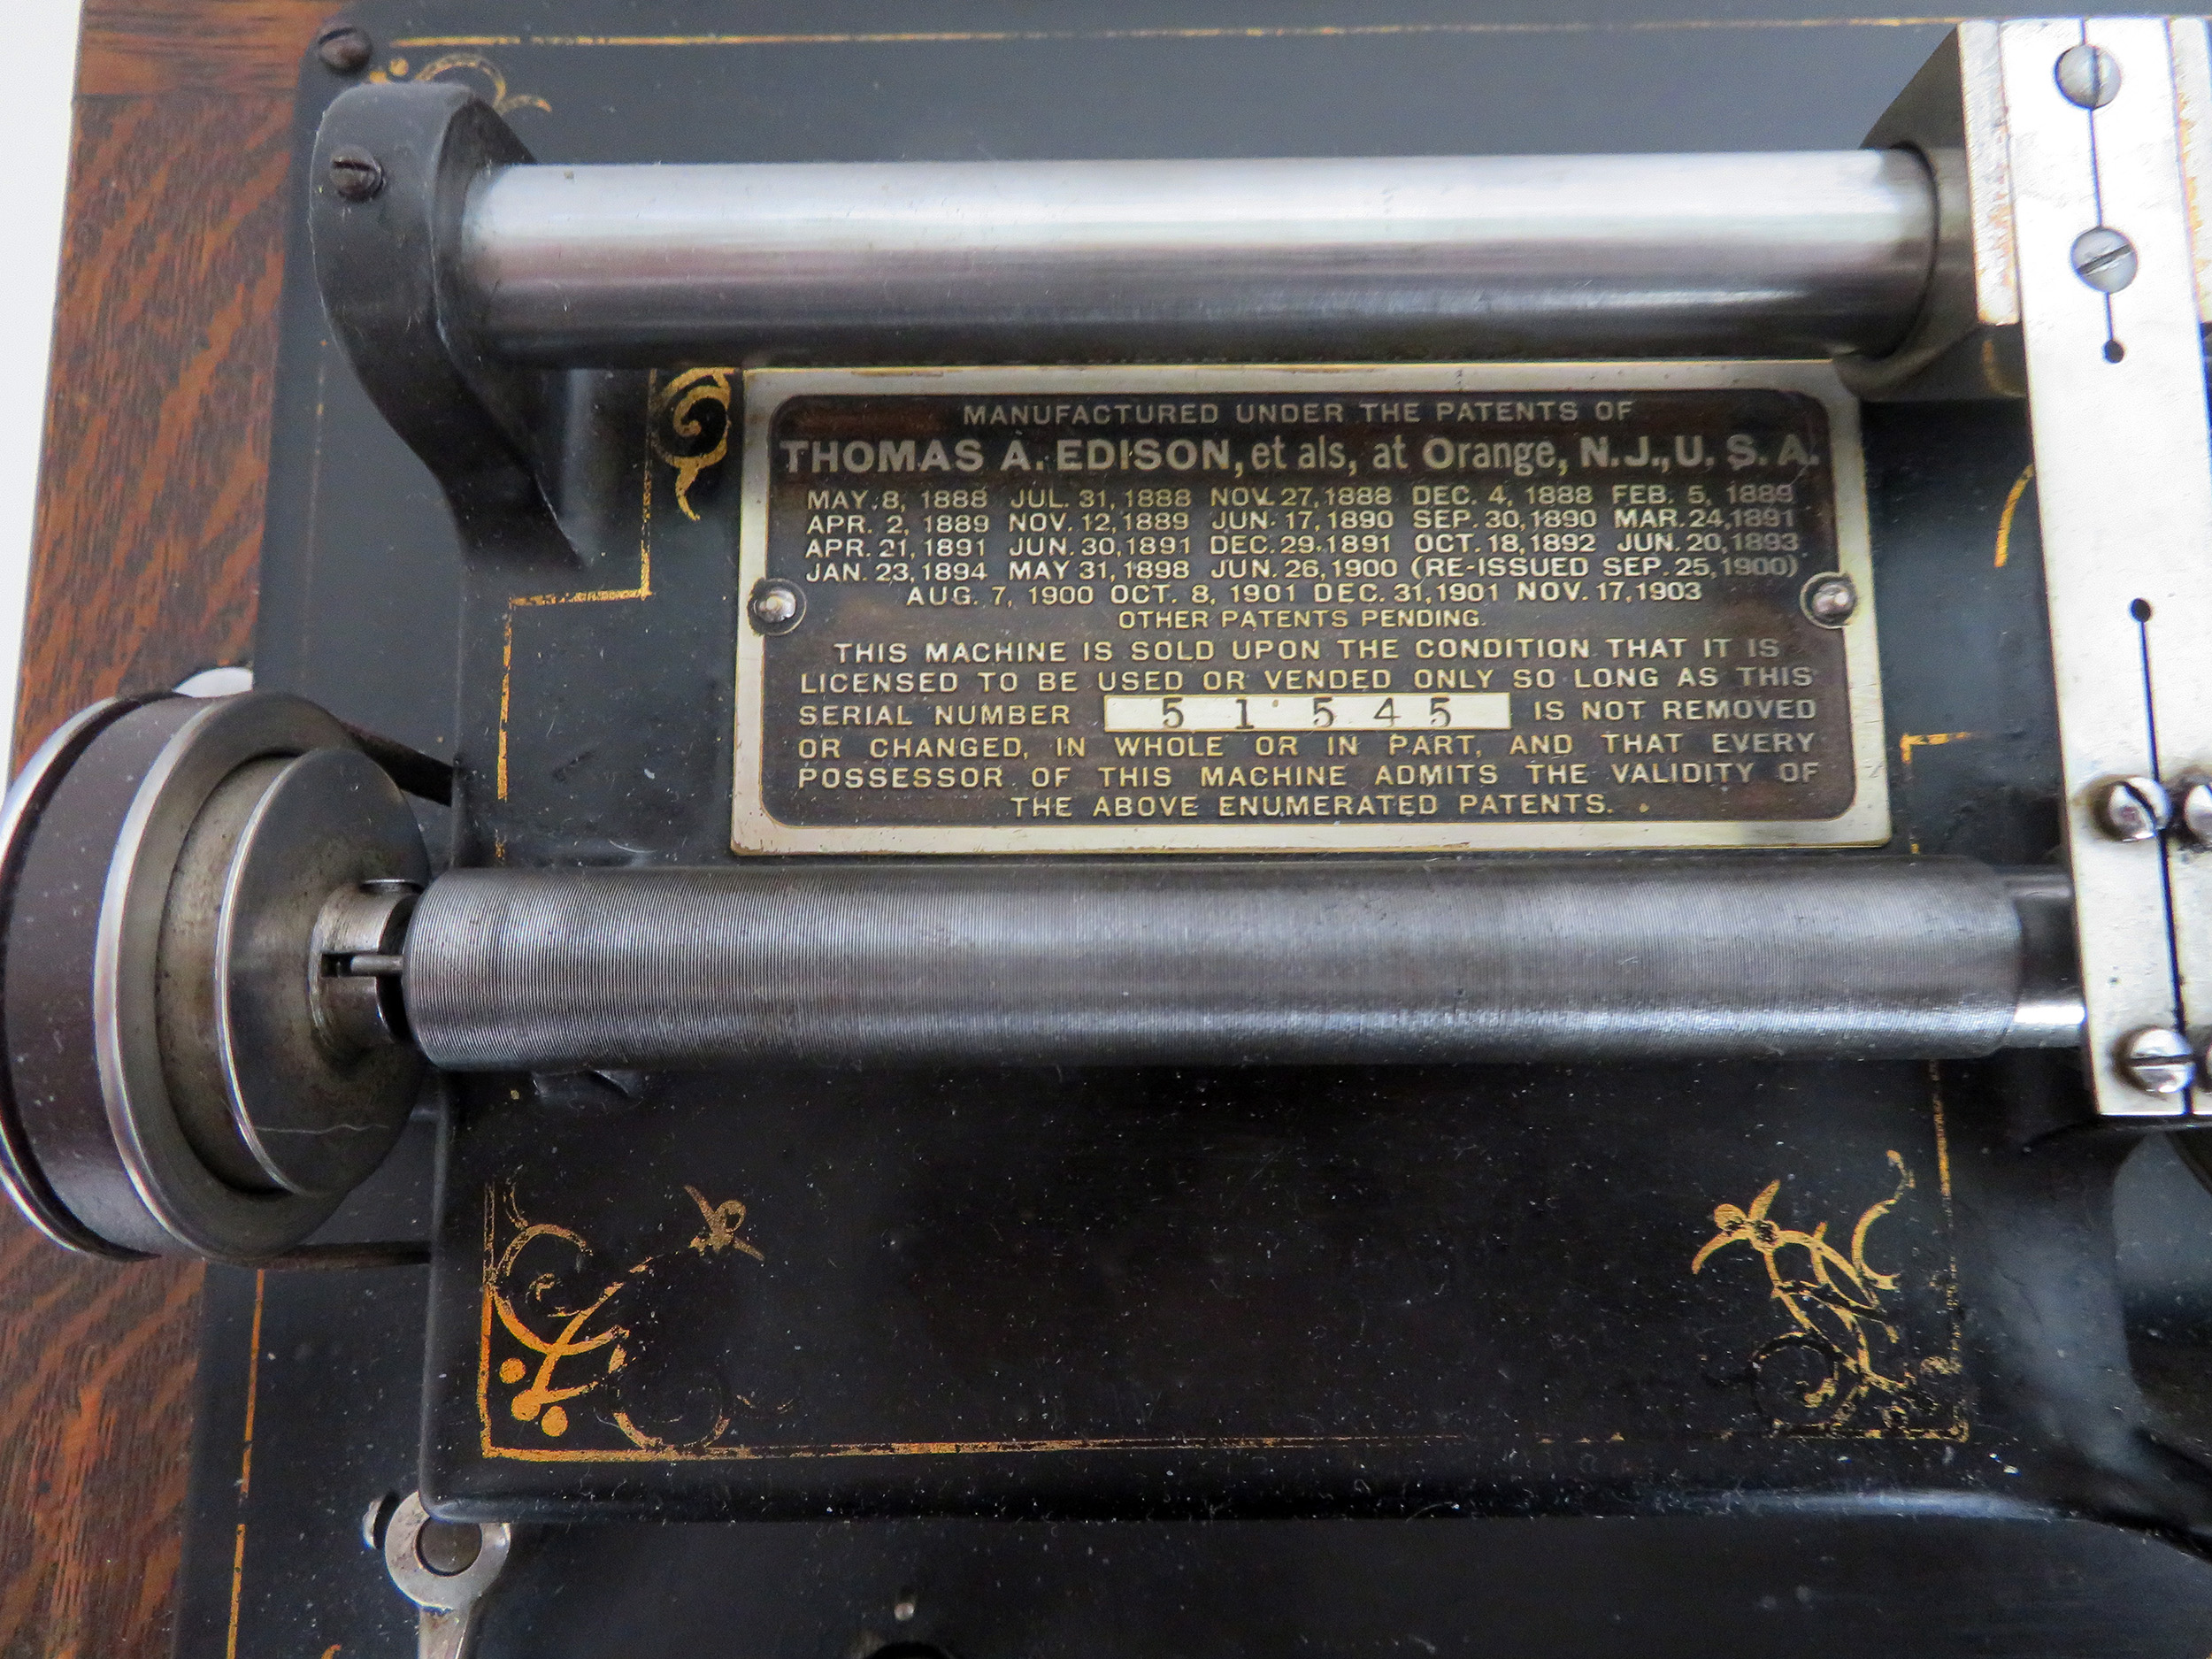 MANUFACTURED UNDER THE PATENTS OF
THOMAS A. EDISON, et als, at Orange, N.J., U. S. A.
MAY. 8, 1888 JUL. 31, 1888 NOV. 27, 1888 DEC. 4, 1888 FEB. 5, 1889
APR. 2, 1889 NOV. 12, 1889 JUN. 17, 1890 SEP. 30, 1890 MAR. 24, 1891
APR. 21, 1891 JUN. 30, 1891 DEC. 29, 1891 OCT. 18, 1892 JUN. 20, 1893
JAN. 23, 1894 MAY 31, 1898 JUN. 26, 1900 (RE-ISSUED SEP. 25, 1900)
AUG. 7, 1900 OCT. 8, 1901 DEC. 31, 1901 NOV. 17, 1903
OTHER PATENTS PENDING.
THIS MACHINE IS SOLD UPON THE CONDITION THAT IT IS
LICENSED TO BE USED OR VENDED ONLY SO LONG AS THIS
SERIAL NUMBER 51545 IS NOT REMOVED
OR CHANGED, IN WHOLE OR IN PART, AND THAT EVERY
POSSESSOR OF THIS MACHINE ADMITS THE VALIDITY OF
THE ABOVE ENUMERATED PATENTS.